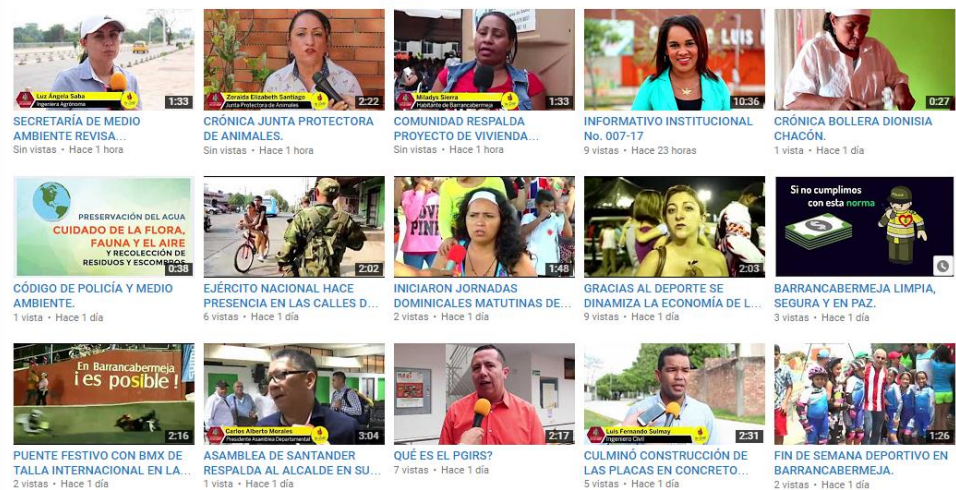 Luz Ángela Saba
Ingeniera Agrónoma
1:33
SECRETARÍA DE MEDIO
AMBIENTE REVISA...
Sin vistas • Hace 1 hora
Zoraida Elizabeth Santiago
Junta Protectora de Animales
2:22
CRÓNICA JUNTA PROTECTORA
DE ANIMALES.
Sin vistas • Hace 1 hora
Miladys Sierra
Habitante de Barrancabermeja
1:33
COMUNIDAD RESPALDA
PROYECTO DE VIVIENDA...
Sin vistas • Hace 1 hora
LUIS
10:36
INFORMATIVO INSTITUCIONAL
No. 007-17
9 vistas • Hace 23 horas
0:27
CRÓNICA BOLLERA DIONISIA
CHACÓN.
1 vista • Hace 1 día
PRESERVACIÓN DEL AGUA
CUIDADO DE LA FLORA,
FAUNA Y EL AIRE
Y RECOLECCIÓN DE
RESIDUOS Y ESCOMBROS
0:38
CÓDIGO DE POLICÍA Y MEDIO
AMBIENTE.
1 vista • Hace 1 día
2:02
EJÉRCITO NACIONAL HACE
PRESENCIA EN LAS CALLES D...
6 vistas • Hace 1 día
LOVE
PINK
1:48
INICIARON JORNADAS
DOMINICALES MATUTINAS DE...
2 vistas • Hace 1 día
2:03
GRACIAS AL DEPORTE SE
DINAMIZA LA ECONOMÍA DE L...
9 vistas • Hace 1 día
Si no cumplimos
con esta norma
BARRANCABERMEJA LIMPIA,
SEGURA Y EN PAZ.
3 vistas • Hace 1 día
En Barrancabermeja
¡es posible!
2:16
PUENTE FESTIVO CON BMX DE
TALLA INTERNACIONAL EN LA...
2 vistas • Hace 1 día
Carlos Alberto Morales
Presidente Asamblea Departamental
3:04
ASAMBLEA DE SANTANDER
RESPALDA AL ALCALDE EN SU...
1 vista • Hace 1 día
2:17
QUÉ ES EL PGIRS?
7 vistas • Hace 1 día
Luis Fernando Sulmay
Ingeniero Civil
2:31
CULMINÓ CONSTRUCCIÓN DE
LAS PLACAS EN CONCRETO...
5 vistas • Hace 1 día
1:26
FIN DE SEMANA DEPORTIVO EN
BARRANCABERMEJA.
2 vistas • Hace 1 día